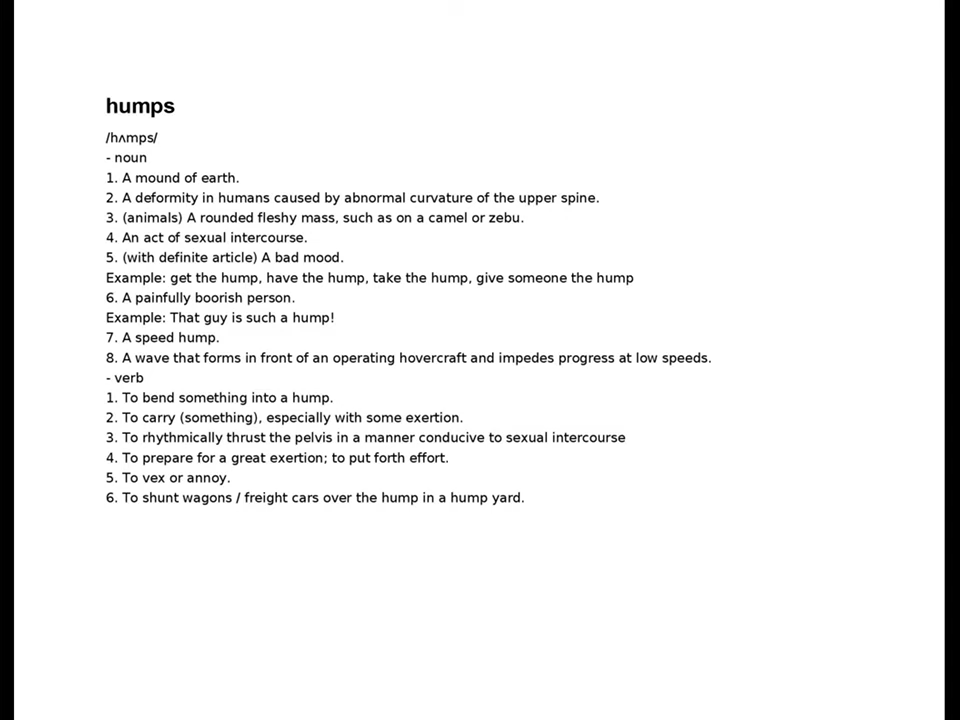 humps
/hʌmps/
- noun
1. A mound of earth.
2. A deformity in humans caused by abnormal curvature of the upper spine.
3. (animals) A rounded fleshy mass, such as on a camel or zebu.
4. An act of sexual intercourse.
5. (with definite article) A bad mood.
Example: get the hump, have the hump, take the hump, give someone the hump
6. A painfully boorish person.
Example: That guy is such a hump!
7. A speed hump.
8. A wave that forms in front of an operating hovercraft and impedes progress at low speeds.
- verb
1. To bend something into a hump.
2. To carry (something), especially with some exertion.
3. To rhythmically thrust the pelvis in a manner conducive to sexual intercourse
4. To prepare for a great exertion; to put forth effort.
5. To vex or annoy.
6. To shunt wagons / freight cars over the hump in a hump yard.